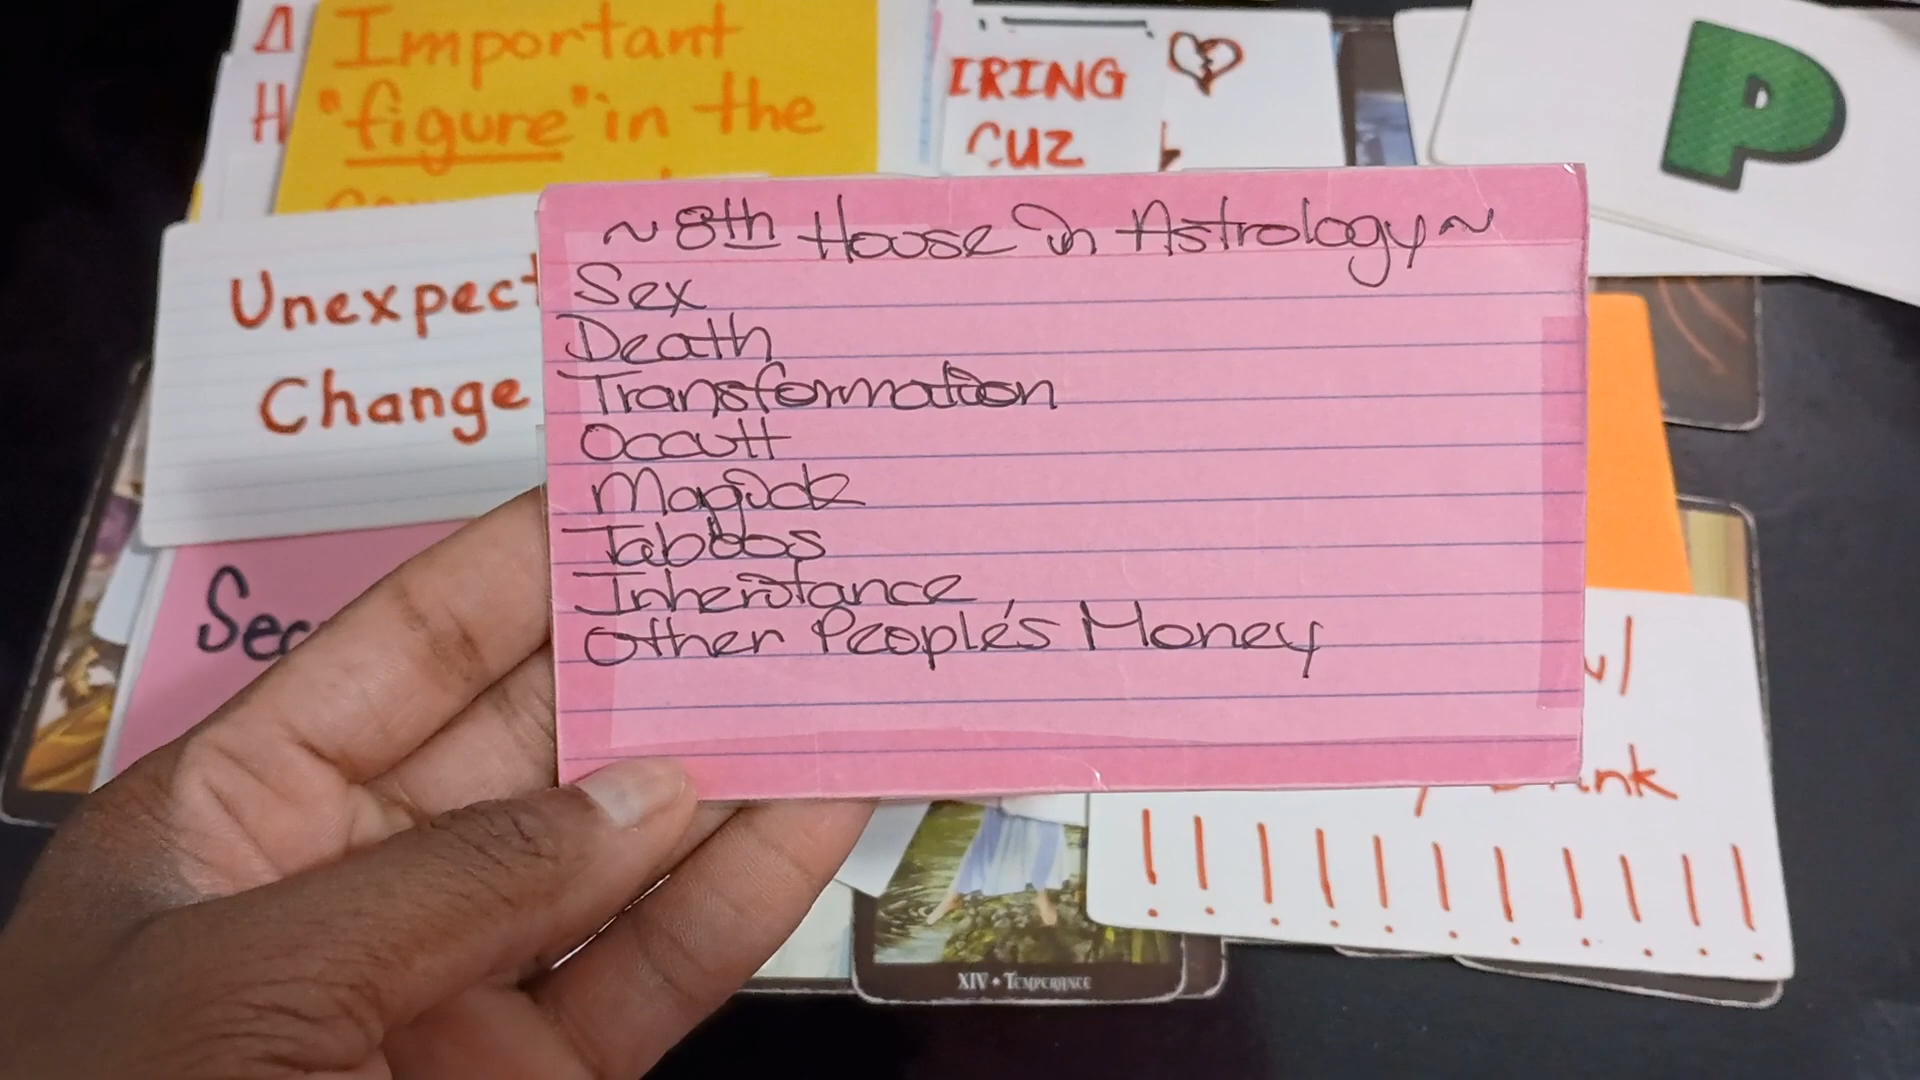 Important
"figure" in the
IRING
CUZ
P
Unexpect
Change
~ 8th House in Astrology ~
Sex
Death
Transformation
Occult
Magick
Taboos
Inheritance
Other People's Money
Sec
w/
!!!!!!!!!!!
XIV • TEMPERANCE